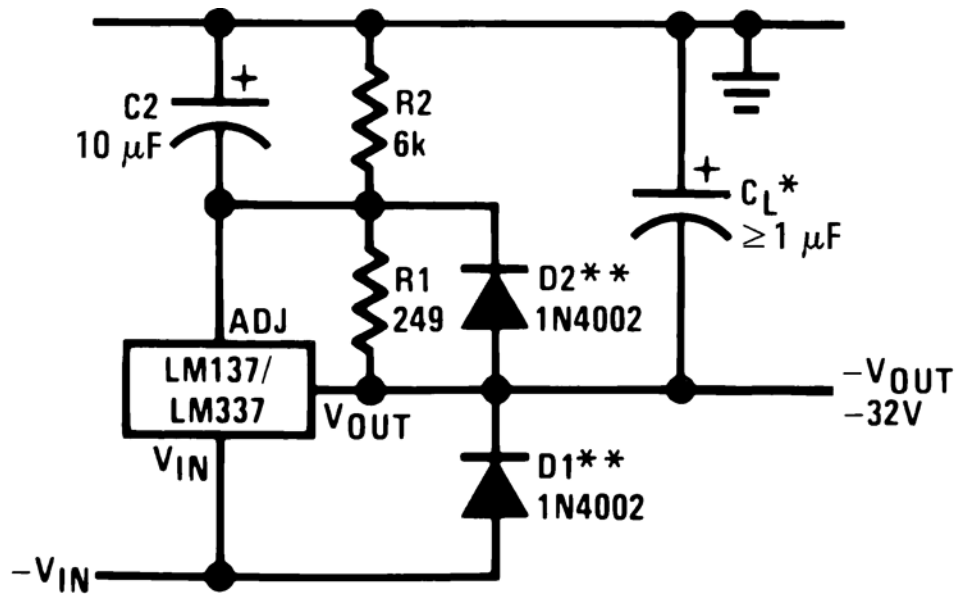 +
C2
10 μF
R2
6k
+
C_L*
≥1 μF
R1
249
D2**
1N4002
ADJ
LM137/
LM337
V_OUT
-V_OUT
-32V
V_IN
D1**
1N4002
-V_IN